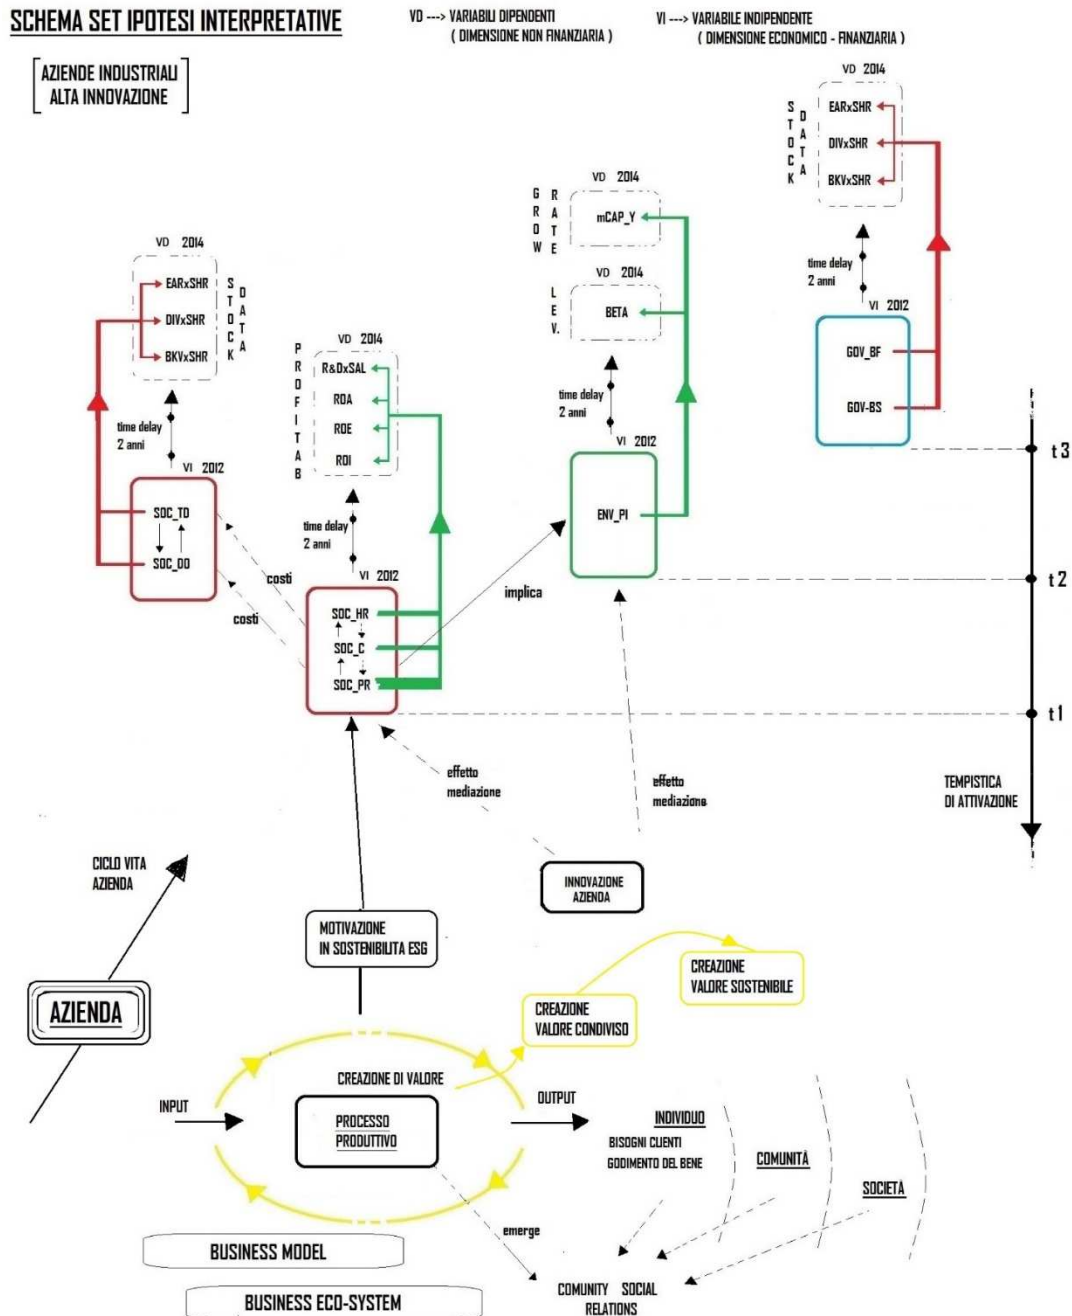 SCHEMA SET IPOTESI INTERPRETATIVE
VD ---> VARIABILI DIPENDENTI
( DIMENSIONE NON FINANZIARIA )
VI ---> VARIABILE INDIPENDENTE
( DIMENSIONE ECONOMICO - FINANZIARIA )
AZIENDE INDUSTRIALI
ALTA INNOVAZIONE
VD 2014
STOCK
DATA
EARxSHR
DIVxSHR
BKVxSHR
time delay
2 anni
VI 2012
GOV_BF
GOV-BS
t3
VD 2014
GROW
RATE
mCAP_Y
VD 2014
LEV.
BETA
time delay
2 anni
VI 2012
ENV_PI
t2
VD 2014
EARxSHR
DIVxSHR
BKVxSHR
STOCK
DATA
time delay
2 anni
VI 2012
SOC_TD
SOC_DO
VD 2014
PROFITAB
R&DxSAL
ROA
ROE
ROI
time delay
2 anni
VI 2012
SOC_HR
SOC_C
SOC_PR
costi
costi
implica
t1
effetto
mediazione
effetto
mediazione
TEMPISTICA
DI ATTIVAZIONE
CICLO VITA
AZIENDA
INNOVAZIONE
AZIENDA
MOTIVAZIONE
IN SOSTENIBILITA ESG
CREAZIONE
VALORE SOSTENIBILE
AZIENDA
CREAZIONE
VALORE CONDIVISO
CREAZIONE DI VALORE
INPUT
OUTPUT
PROCESSO
PRODUTTIVO
INDIVIDUO
BISOGNI CLIENTI
GODIMENTO DEL BENE
COMUNITÀ
SOCIETÀ
emerge
BUSINESS MODEL
COMUNITY SOCIAL
RELATIONS
BUSINESS ECO-SYSTEM